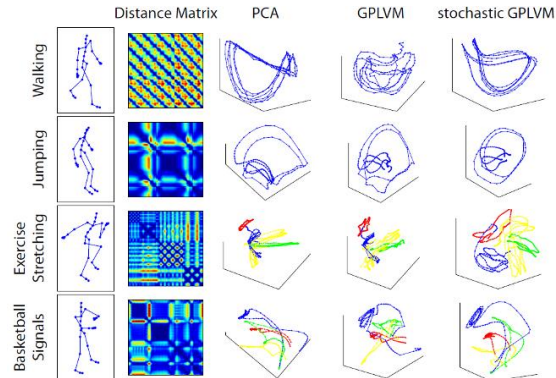 Distance Matrix PCA GPLVM stochastic GPLVM
Walking
Jumping
Exercise
Stretching
Basketball
Signals